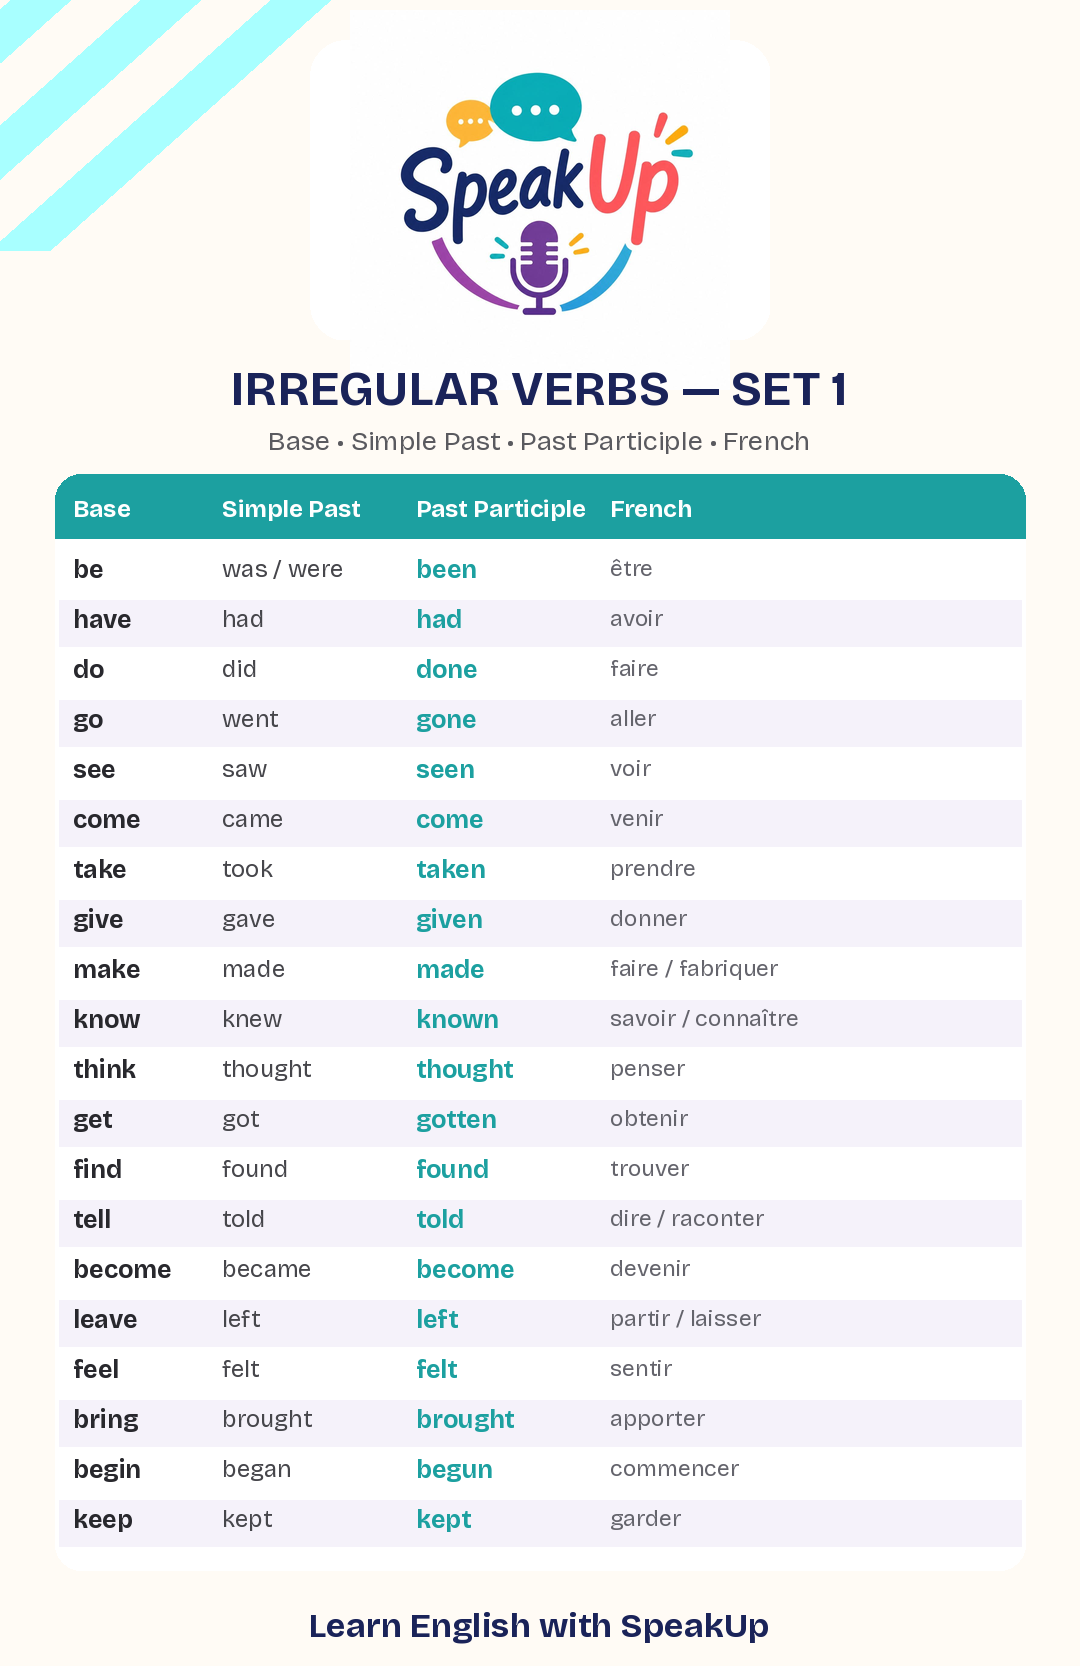 SpeakUp
IRREGULAR VERBS — SET 1
Base • Simple Past • Past Participle • French
Base Simple Past Past Participle French
be was / were been être
have had had avoir
do did done faire
go went gone aller
see saw seen voir
come came come venir
take took taken prendre
give gave given donner
make made made faire / fabriquer
know knew known savoir / connaître
think thought thought penser
get got gotten obtenir
find found found trouver
tell told told dire / raconter
become became become devenir
leave left left partir / laisser
feel felt felt sentir
bring brought brought apporter
begin began begun commencer
keep kept kept garder
Learn English with SpeakUp